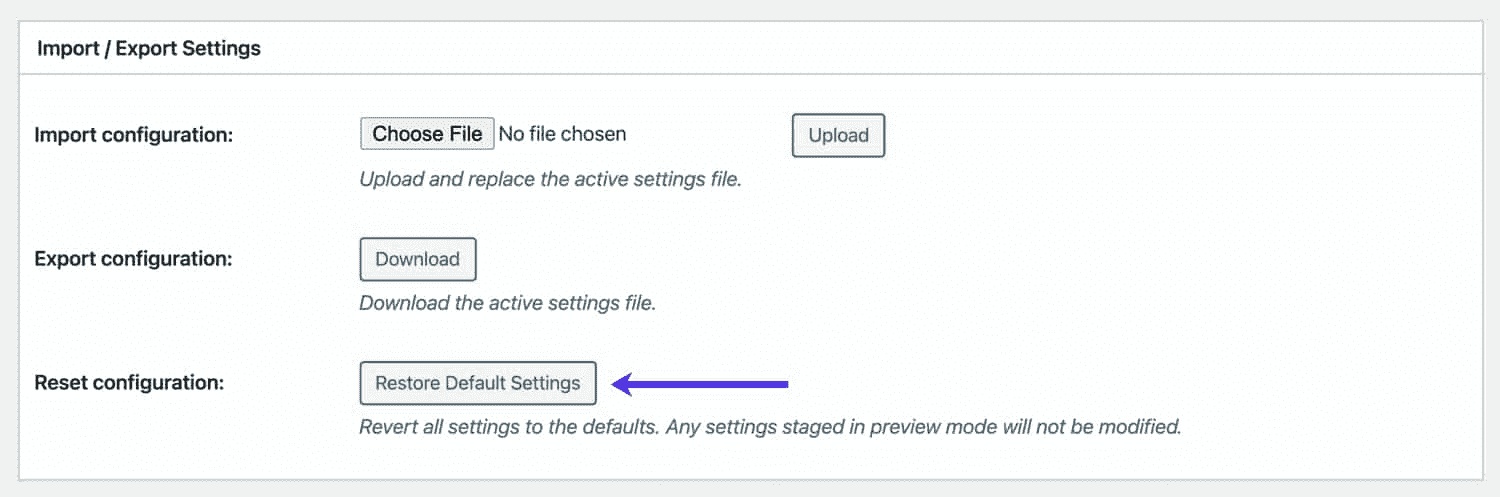 Import / Export Settings
Import configuration: Choose File No file chosen Upload
Upload and replace the active settings file.
Export configuration: Download
Download the active settings file.
Reset configuration: Restore Default Settings
Revert all settings to the defaults. Any settings staged in preview mode will not be modified.